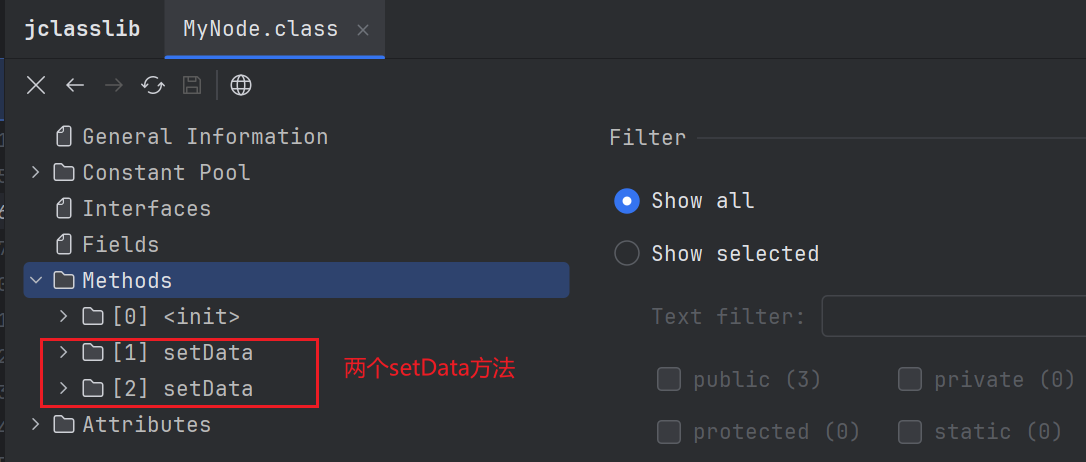 jclasslib MyNode.class
General Information
Constant Pool
Interfaces
Fields
Methods
[0] <init>
[1] setData
[2] setData
Attributes
两个setData方法
Filter
Show all
Show selected
Text filter:
public (3) private (0)
protected (0) static (0)